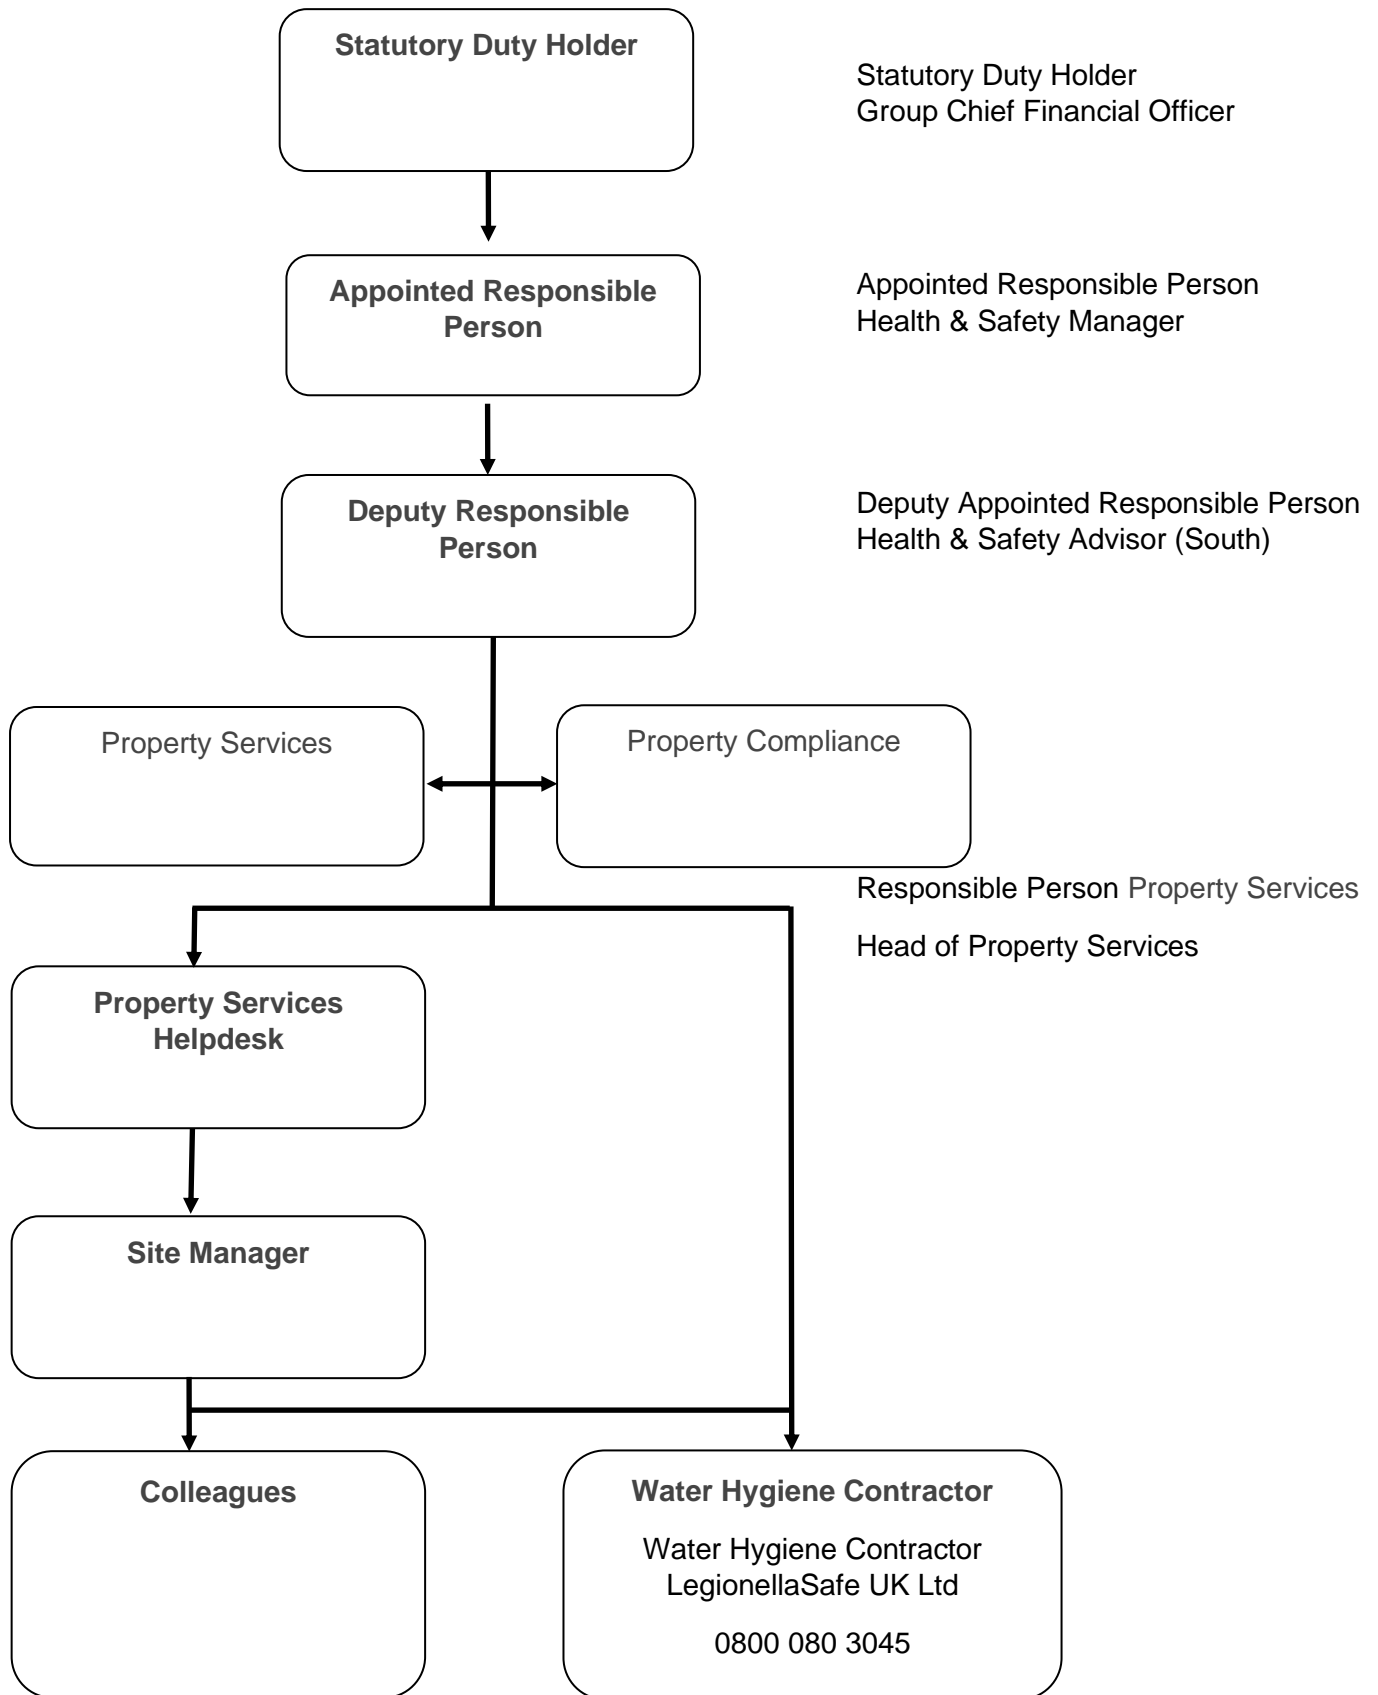 Statutory Duty Holder
Statutory Duty Holder
Group Chief Financial Officer
Appointed Responsible
Person
Appointed Responsible Person
Health & Safety Manager
Deputy Responsible
Person
Deputy Appointed Responsible Person
Health & Safety Advisor (South)
Property Services
Property Compliance
Responsible Person Property Services
Head of Property Services
Property Services
Helpdesk
Site Manager
Colleagues
Water Hygiene Contractor
Water Hygiene Contractor
LegionellaSafe UK Ltd
0800 080 3045